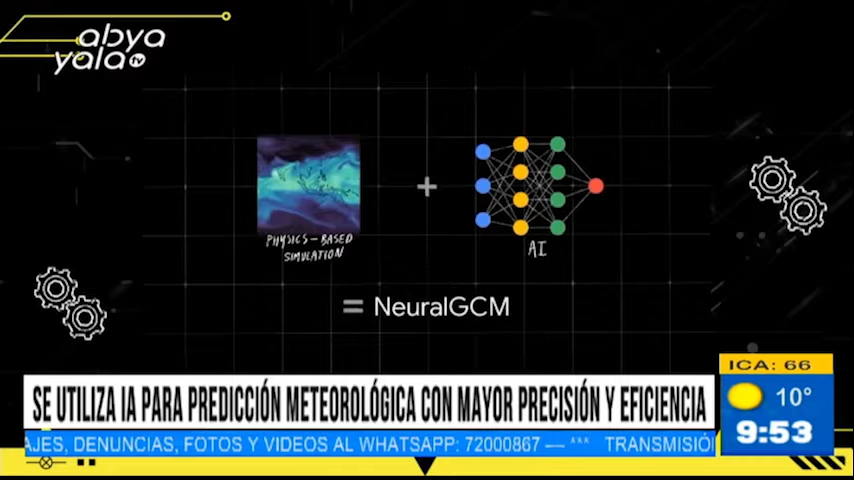 abya
yala tv
PHYSICS-BASED
SIMULATION
+
AI
= NeuralGCM
ICA: 66
10°
9:53
SE UTILIZA IA PARA PREDICCIÓN METEOROLÓGICA CON MAYOR PRECISIÓN Y EFICIENCIA
AJES, DENUNCIAS, FOTOS Y VIDEOS AL WHATSAPP: 72000867 — *** TRANSMISIÓ